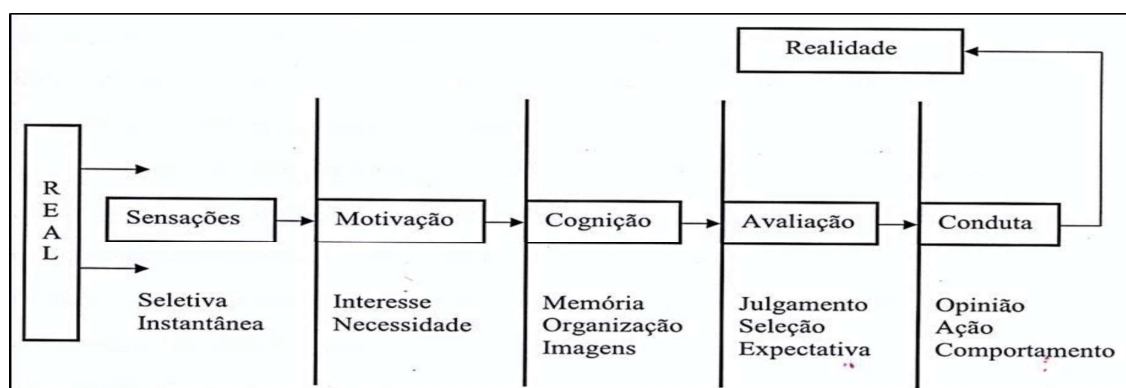 Realidade
R
E
A
L
Sensações
Motivação
Cognição
Avaliação
Conduta
Seletiva
Instantânea
Interesse
Necessidade
Memória
Organização
Imagens
Julgamento
Seleção
Expectativa
Opinião
Ação
Comportamento